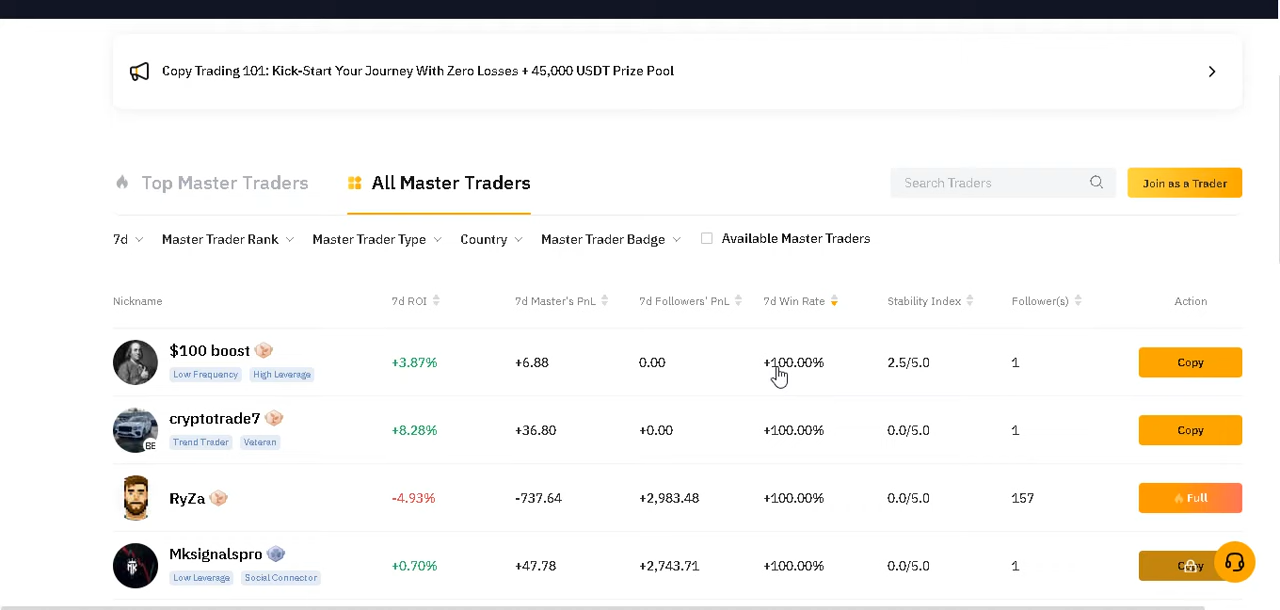 Copy Trading 101: Kick-Start Your Journey With Zero Losses + 45,000 USDT Prize Pool
Top Master Traders All Master Traders Search Traders Join as a Trader
7d Master Trader Rank Master Trader Type Country Master Trader Badge Available Master Traders
Nickname 7d ROI 7d Master's PnL 7d Followers' PnL 7d Win Rate Stability Index Follower(s) Action
$100 boost +3.87% +6.88 0.00 +100.00% 2.5/5.0 1 Copy
Low Frequency High Leverage
cryptotrade7 +8.28% +36.80 +0.00 +100.00% 0.0/5.0 1 Copy
BE Trend Trader Veteran
RyZa -4.93% -737.64 +2,983.48 +100.00% 0.0/5.0 157 Full
Mksignalspro +0.70% +47.78 +2,743.71 +100.00% 0.0/5.0 1 Copy
Low Leverage Social Connector